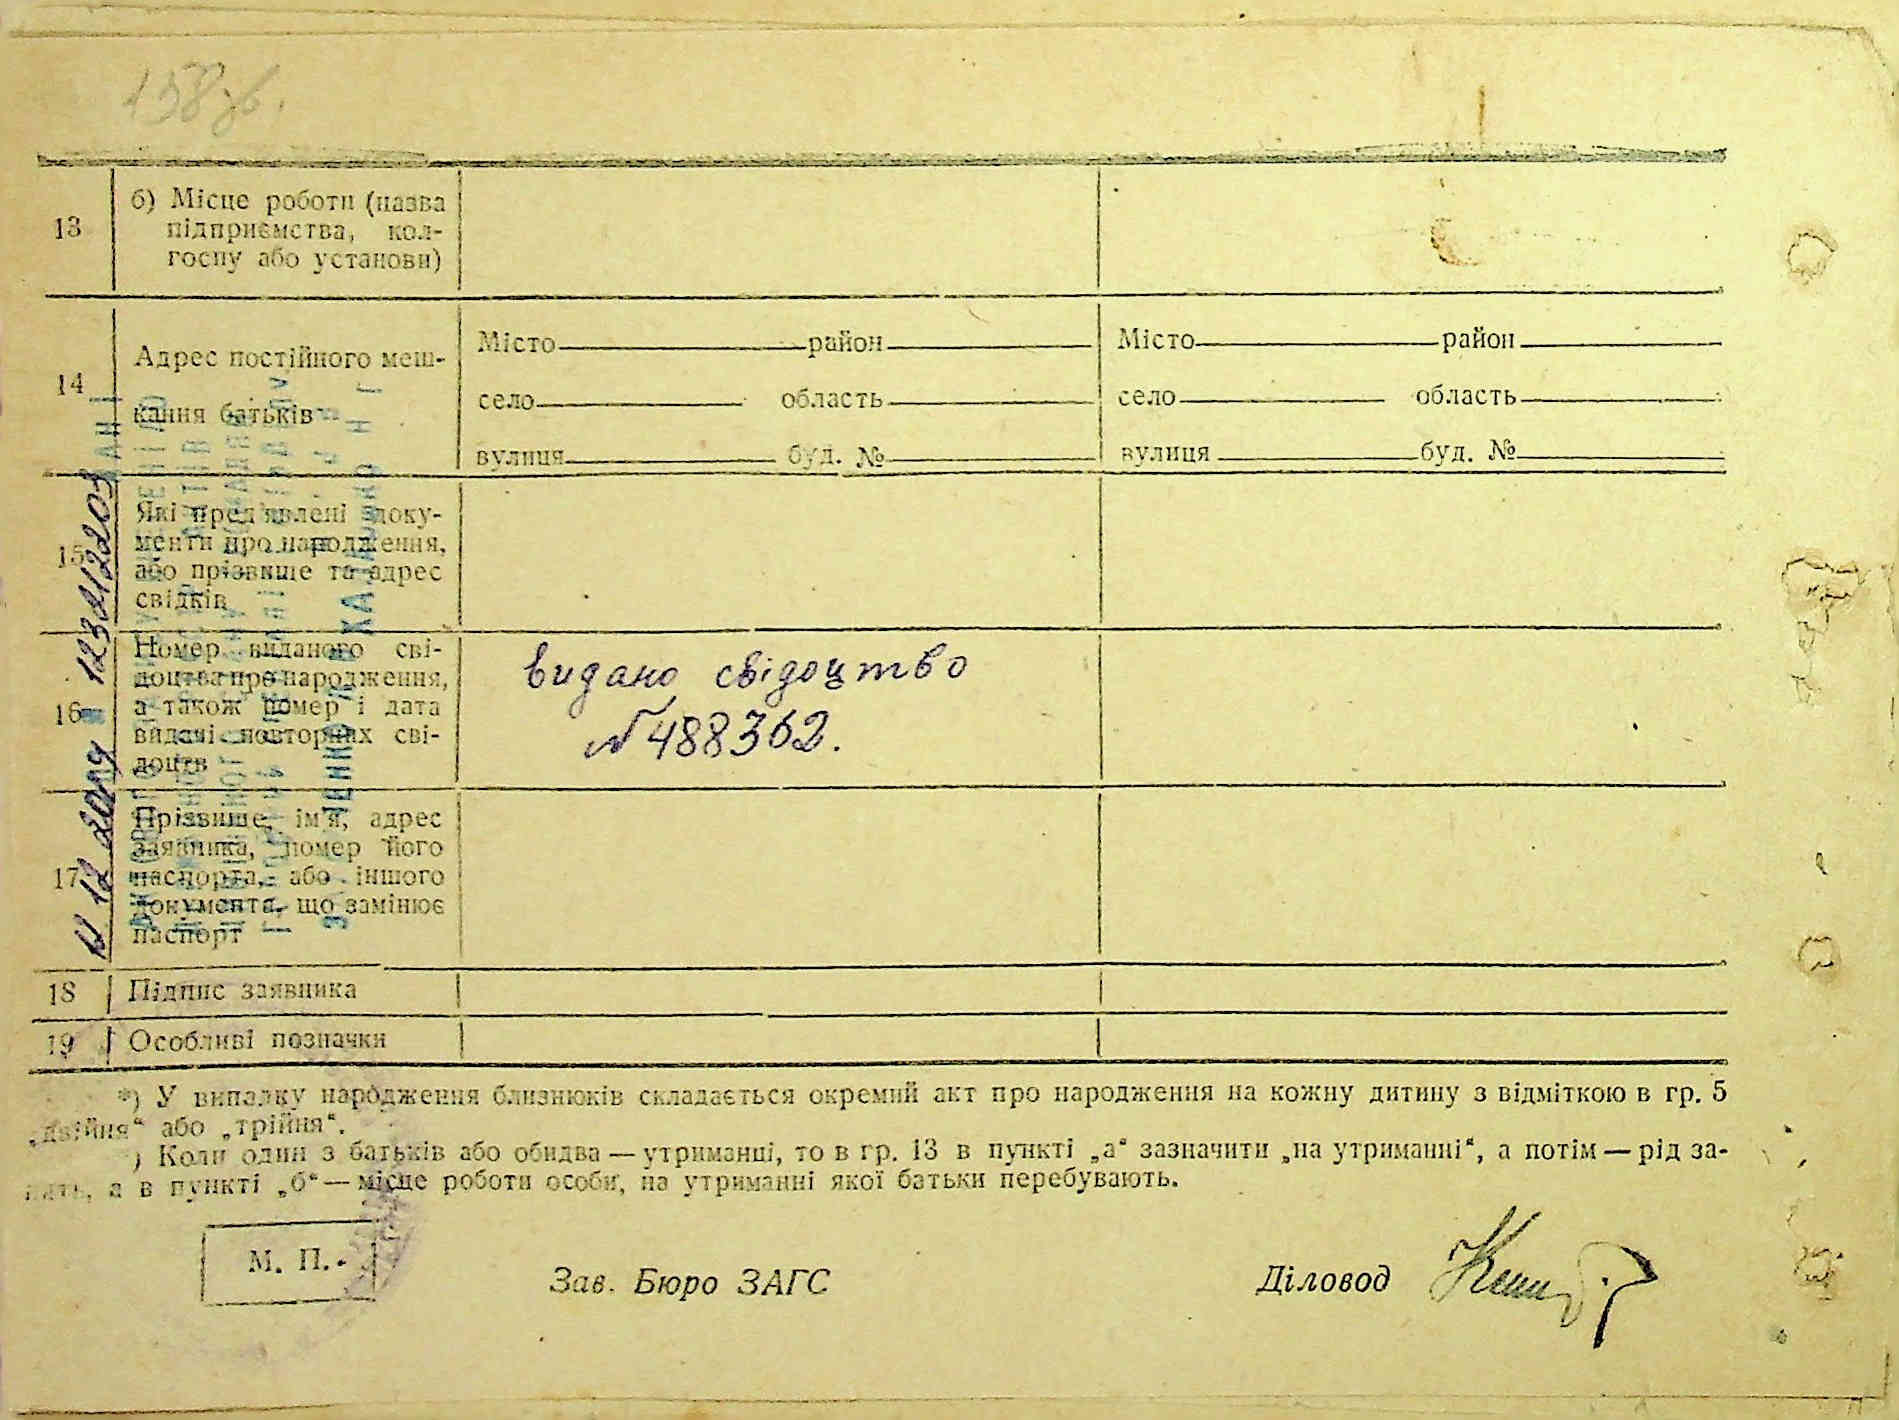 158 зв.
13
б) Місце роботи (назва
підприємства, кол-
госпу або установи)
14
Адрес постійного меш-
кання батьків
Місто район
село область
вулиця буд. №
Місто район
село область
вулиця буд. №
15
Які пред'явлені доку-
менти про народження,
або прізвище та адрес
свідків
16
Номер виданого сві-
доцтва про народження,
а також номер і дата
видачі повторних сві-
доцтв
видано свідоцтво
№ 488362.
17
Прізвище, ім'я, адрес
заявника, номер його
паспорта, або іншого
документа, що замінює
паспорт
18 Підпис заявника
19 Особливі позначки
*) У випадку народження близнюків складається окремий акт про народження на кожну дитину з відміткою в гр. 5
„двійня“ або „трійня“.
) Коли один з батьків або обидва — утриманці, то в гр. 13 в пункті „а“ зазначити „на утриманні“, а потім — рід за-
нять, а в пункті „б“ — місце роботи особи, на утриманні якої батьки перебувають.
М. П.
Зав. Бюро ЗАГС
Діловод